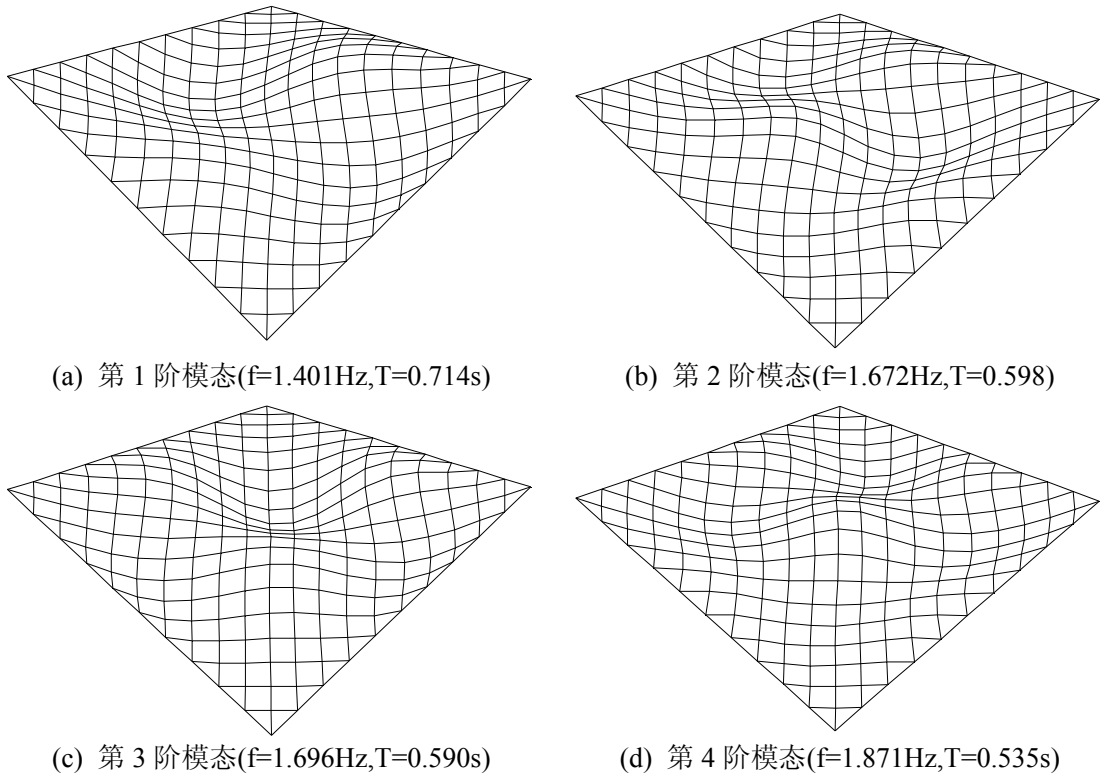 (a) 第 1 阶模态(f=1.401Hz,T=0.714s)
(b) 第 2 阶模态(f=1.672Hz,T=0.598)
(c) 第 3 阶模态(f=1.696Hz,T=0.590s)
(d) 第 4 阶模态(f=1.871Hz,T=0.535s)